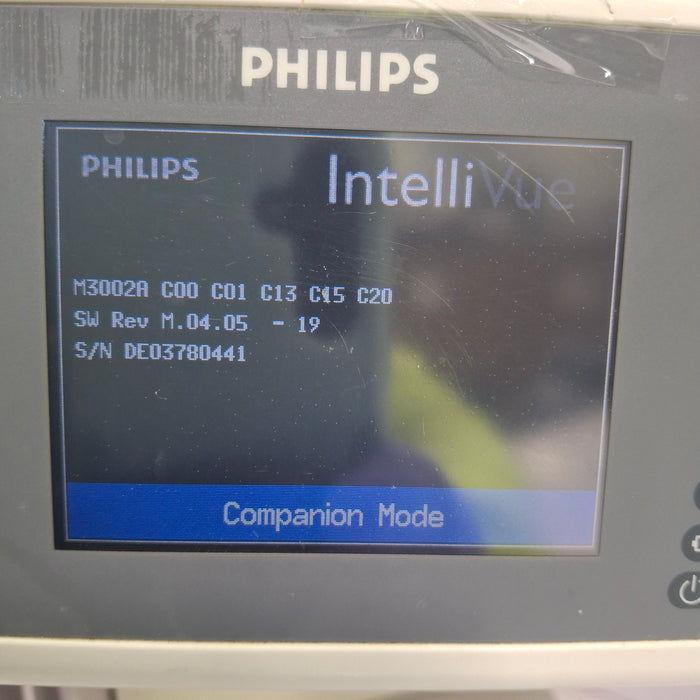 PHILIPS
PHILIPS
IntelliVue
M3002A C00 C01 C13 C15 C20
SW Rev M.04.05 - 19
S/N DE03780441
Companion Mode